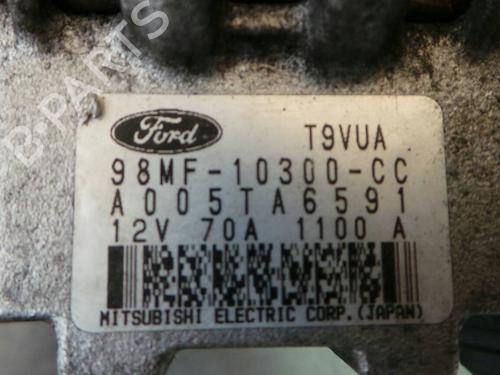 B-PARTS
Ford T9VUA
98MF-10300-CC
A005TA6591
12V 70A 1100 A
MITSUBISHI ELECTRIC CORP.(JAPAN)